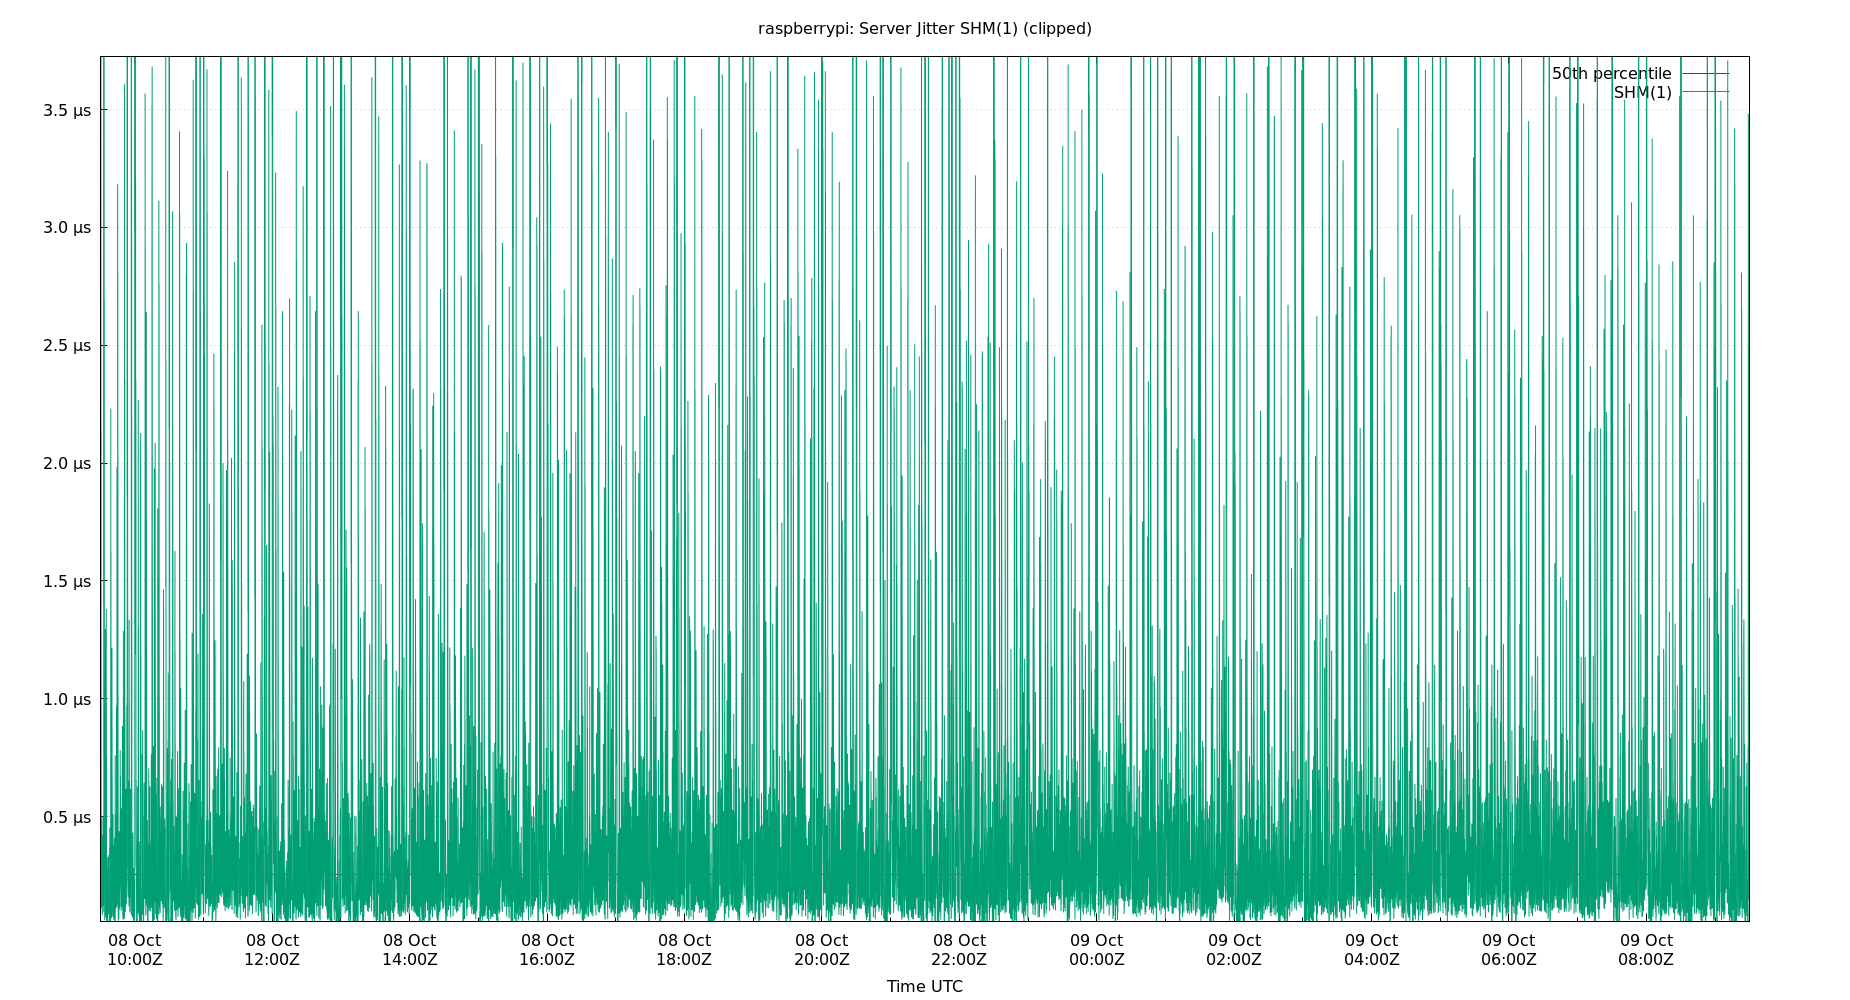 raspberrypi: Server Jitter SHM(1) (clipped)
50th percentile
SHM(1)
3.5 µs
3.0 µs
2.5 µs
2.0 µs
1.5 µs
1.0 µs
0.5 µs
08 Oct 08 Oct 08 Oct 08 Oct 08 Oct 08 Oct 08 Oct 09 Oct 09 Oct 09 Oct 09 Oct 09 Oct
10:00Z 12:00Z 14:00Z 16:00Z 18:00Z 20:00Z 22:00Z 00:00Z 02:00Z 04:00Z 06:00Z 08:00Z
Time UTC